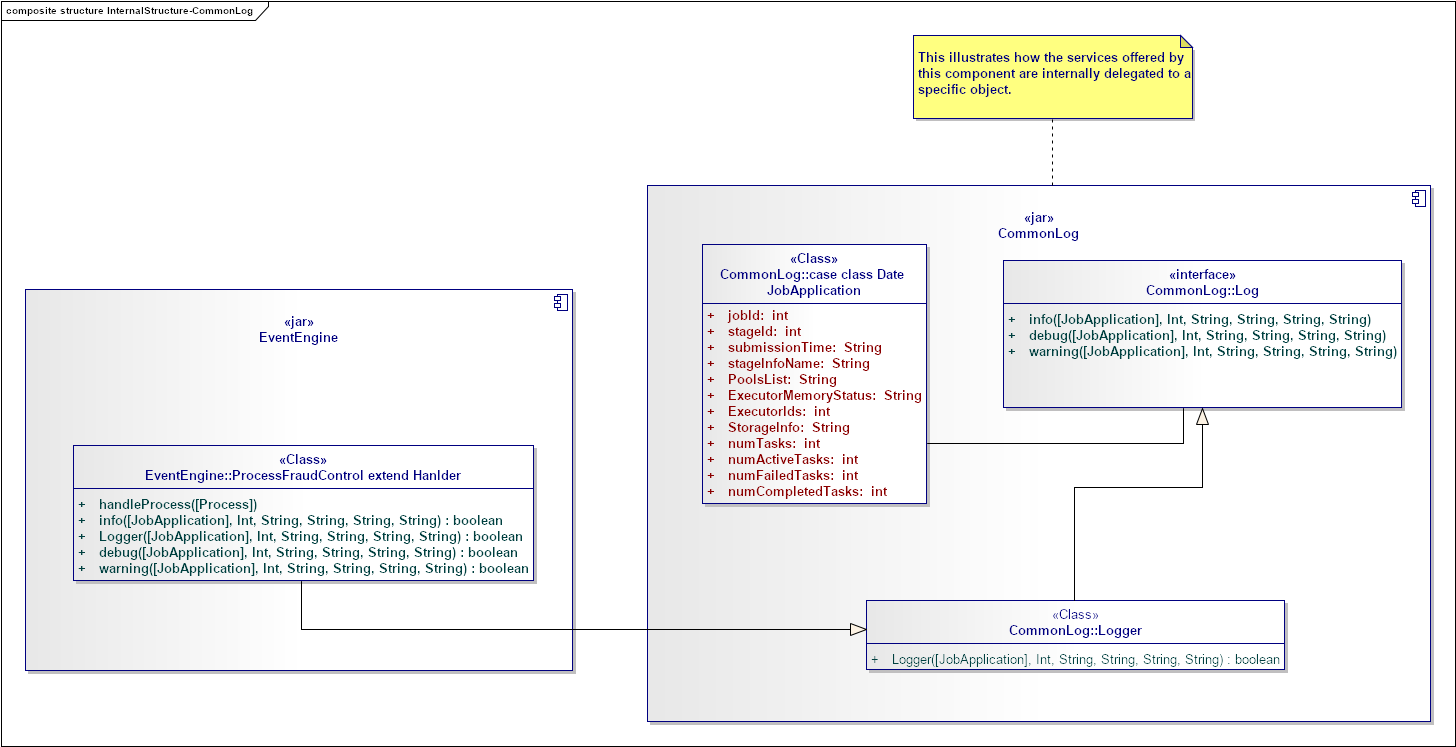 composite structure InternalStructure-CommonLog
This illustrates how the services offered by
this component are internally delegated to a
specific object.
«jar»
CommonLog
«Class»
CommonLog::case class Date
JobApplication
+ jobId: int
+ stageId: int
+ submissionTime: String
+ stageInfoName: String
+ PoolsList: String
+ ExecutorMemoryStatus: String
+ ExecutorIds: int
+ StorageInfo: String
+ numTasks: int
+ numActiveTasks: int
+ numFailedTasks: int
+ numCompletedTasks: int
«interface»
CommonLog::Log
+ info([JobApplication], Int, String, String, String, String)
+ debug([JobApplication], Int, String, String, String, String)
+ warning([JobApplication], Int, String, String, String, String)
«jar»
EventEngine
«Class»
EventEngine::ProcessFraudControl extend Hanlder
+ handleProcess([Process])
+ info([JobApplication], Int, String, String, String, String) : boolean
+ Logger([JobApplication], Int, String, String, String, String) : boolean
+ debug([JobApplication], Int, String, String, String, String) : boolean
+ warning([JobApplication], Int, String, String, String, String) : boolean
«Class»
CommonLog::Logger
+ Logger([JobApplication], Int, String, String, String, String) : boolean